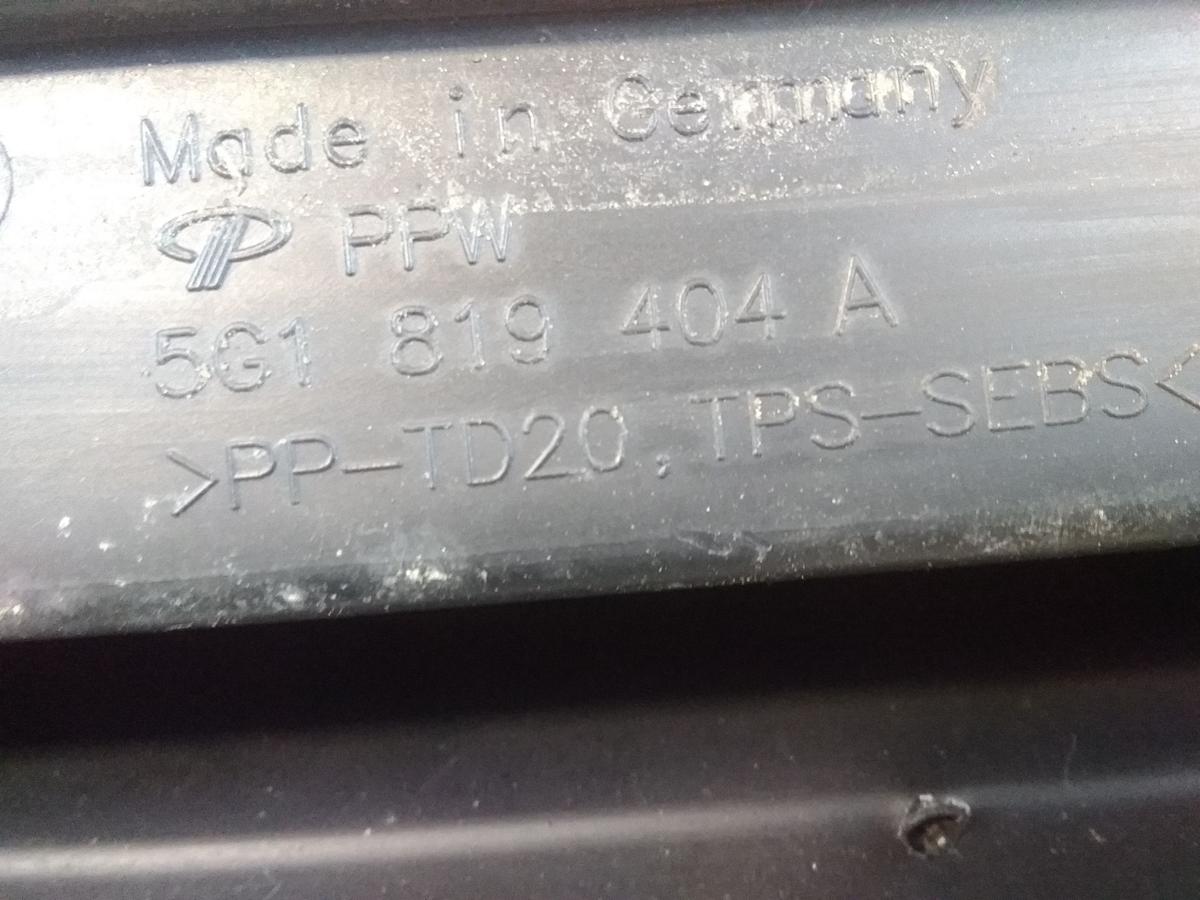 Made in Germany
PPW
5G1 819 404 A
>PP-TD20,TPS-SEBS<